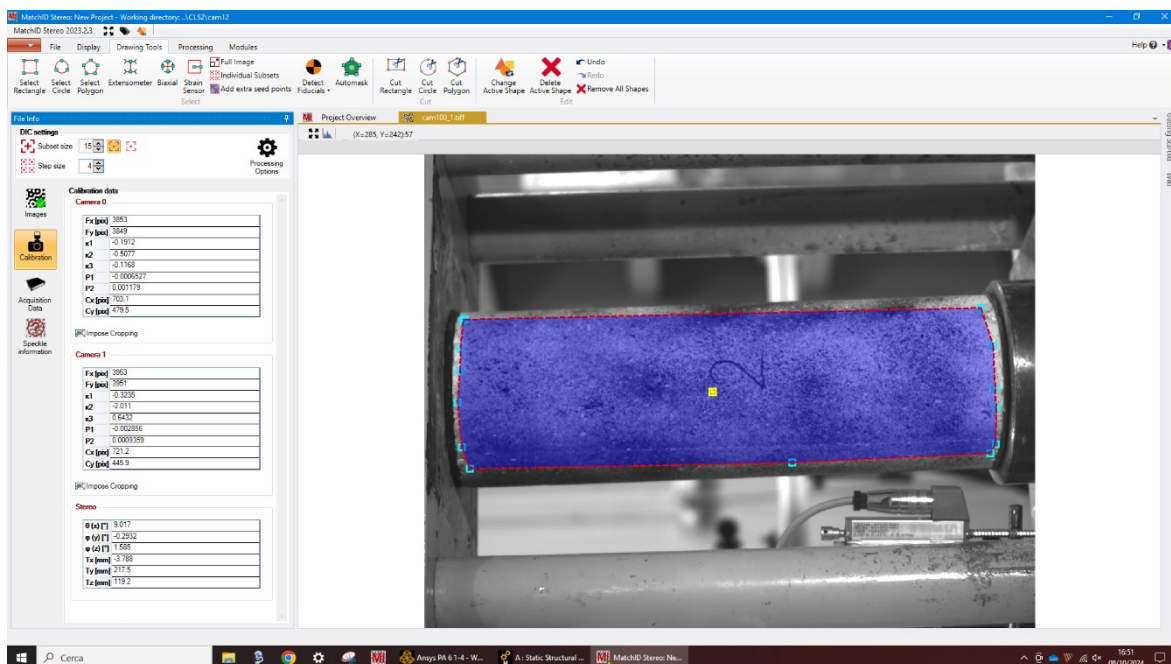 MatchID Stereo: New Project - Working directory: ..\CLS2\cam12
MatchID Stereo 2023.2.3
File Display Drawing Tools Processing Modules Help
Select Rectangle
Select Circle
Select Polygon
Extensometer
Biaxial
Strain Sensor
Full Image
Individual Subsets
Add extra seed points
Select
Detect Fiducials
Automask
Cut Rectangle
Cut Circle
Cut Polygon
Cut
Change Active Shape
Delete Active Shape
Undo
Redo
Remove All Shapes
Edit
File Info
DIC settings
Subset size 15
Step size 4
Processing Options
Images
Calibration
Acquisition Data
Speckle information
Calibration data
Camera 0
Fx [pix] 3853
Fy [pix] 3849
κ1 -0.1912
κ2 -0.5077
κ3 -0.1168
P1 -0.0006527
P2 0.001179
Cx [pix] 703.1
Cy [pix] 479.5
Impose Cropping
Camera 1
Fx [pix] 3953
Fy [pix] 3951
κ1 -0.3235
κ2 -2.011
κ3 0.6432
P1 -0.002856
P2 0.0009359
Cx [pix] 721.2
Cy [pix] 445.9
Impose Cropping
Stereo
θ (x) [°] 9.017
φ (y) [°] -0.2932
ψ (z) [°] 1.585
Tx [mm] -3.788
Ty [mm] 217.5
Tz [mm] 119.2
Project Overview
cam100_1.tiff
(X=285, Y=242):57
2
Getting Started
Wiki
Cerca
Ansys PA 6 1-4 - W...
A : Static Structural ...
MatchID Stereo: Ne...
16:51
08/10/2024